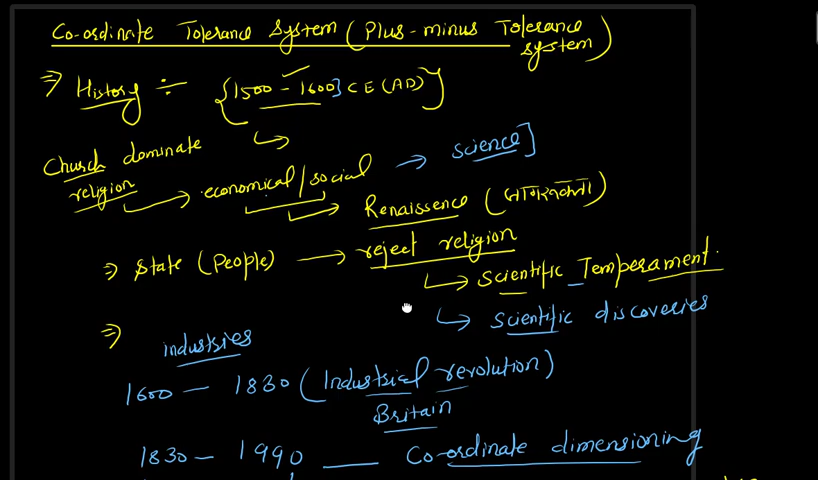 Co-ordinate Tolerance System (Plus-minus Tolerance system)
⇒ History ÷ {1500 - 1600} CE (AD)}
Church dominate
religion → economical/social → Science]
Renaissence (जागरूकता)
⇒ State (People) → reject religion
↳ Scientific Temperament.
⇒ ↳ Scientific discoveries
industries
1600 - 1830 (Industrial revolution)
Britain
1830 - 1990 — Co-ordinate dimensioning